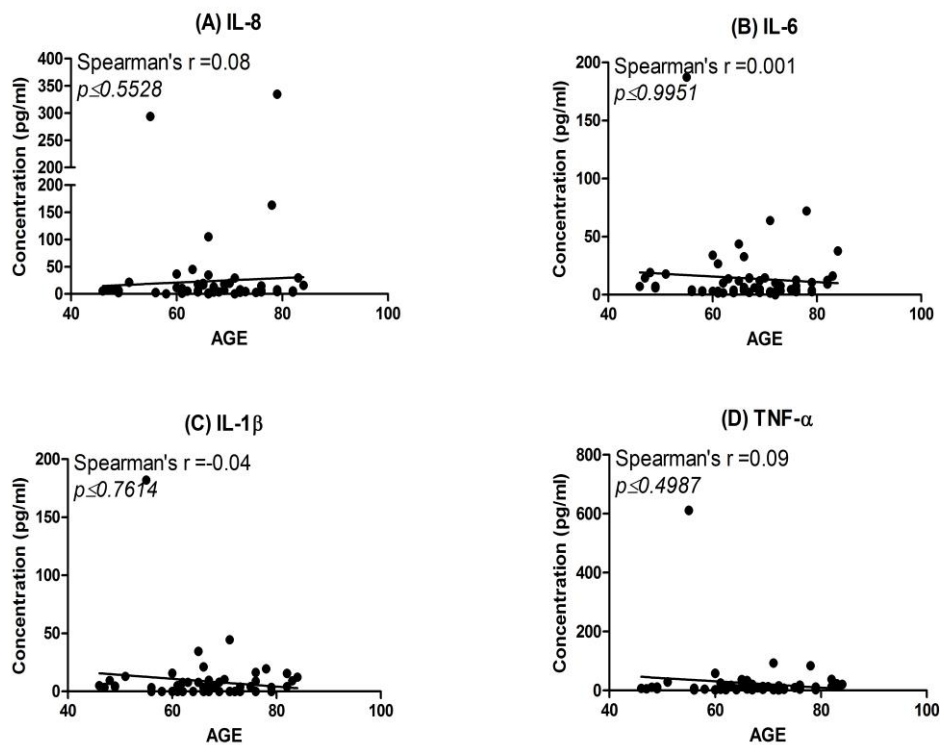 (A) IL-8
Spearman's r =0.08
p≤0.5528
Concentration (pg/ml)
400
350
300
250
200
200
150
100
50
0
40 60 80 100
AGE
(B) IL-6
Spearman's r =0.001
p≤0.9951
Concentration (pg/ml)
200
150
100
50
0
40 60 80 100
AGE
(C) IL-1β
Spearman's r =-0.04
p≤0.7614
Concentration (pg/ml)
200
150
100
50
0
40 60 80 100
AGE
(D) TNF-α
Spearman's r =0.09
p≤0.4987
Concentration (pg/ml)
800
600
400
200
0
40 60 80 100
AGE